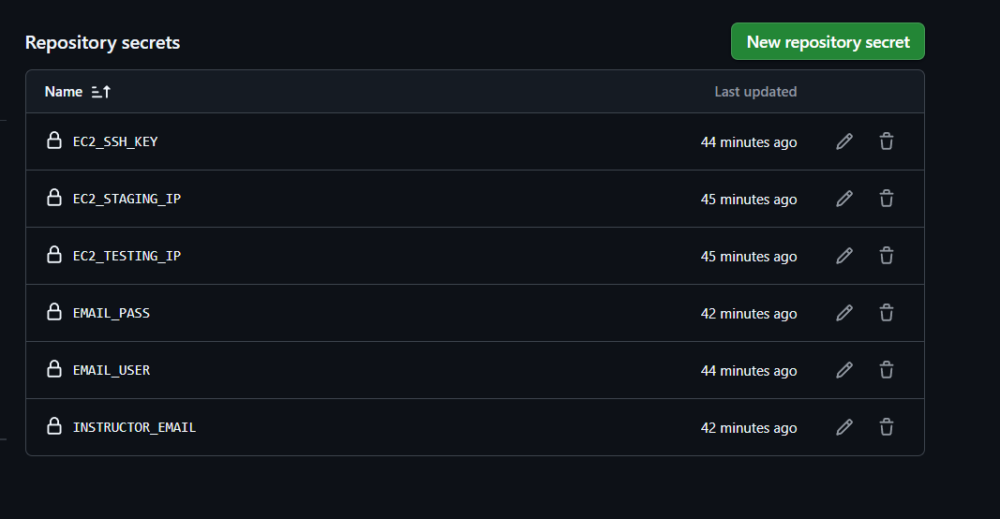 Repository secrets
New repository secret
Name
Last updated
EC2_SSH_KEY
44 minutes ago
EC2_STAGING_IP
45 minutes ago
EC2_TESTING_IP
45 minutes ago
EMAIL_PASS
42 minutes ago
EMAIL_USER
44 minutes ago
INSTRUCTOR_EMAIL
42 minutes ago